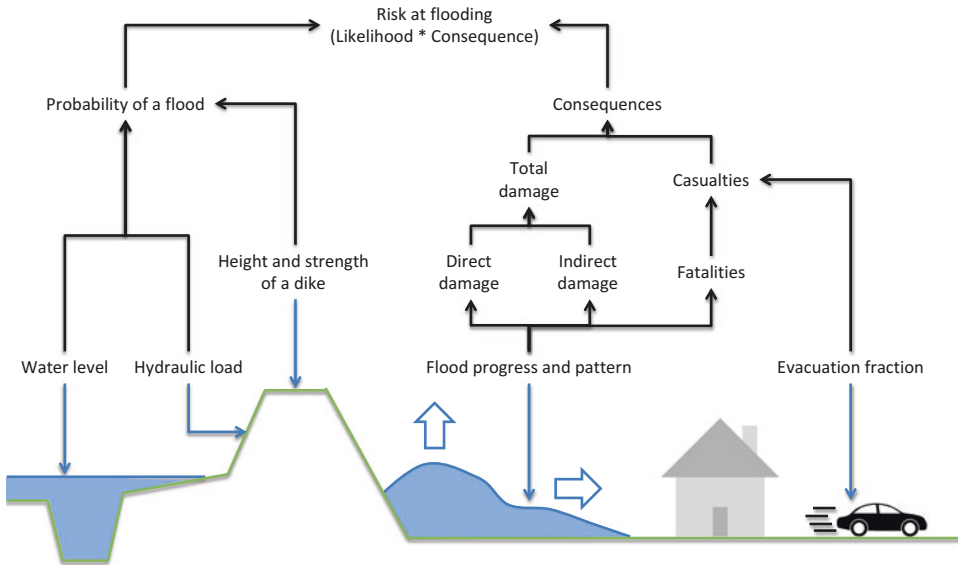 Risk at flooding
(Likelihood * Consequence)
Probability of a flood
Consequences
Total
damage
Casualties
Height and strength
of a dike
Direct
damage
Indirect
damage
Fatalities
Water level
Hydraulic load
Flood progress and pattern
Evacuation fraction